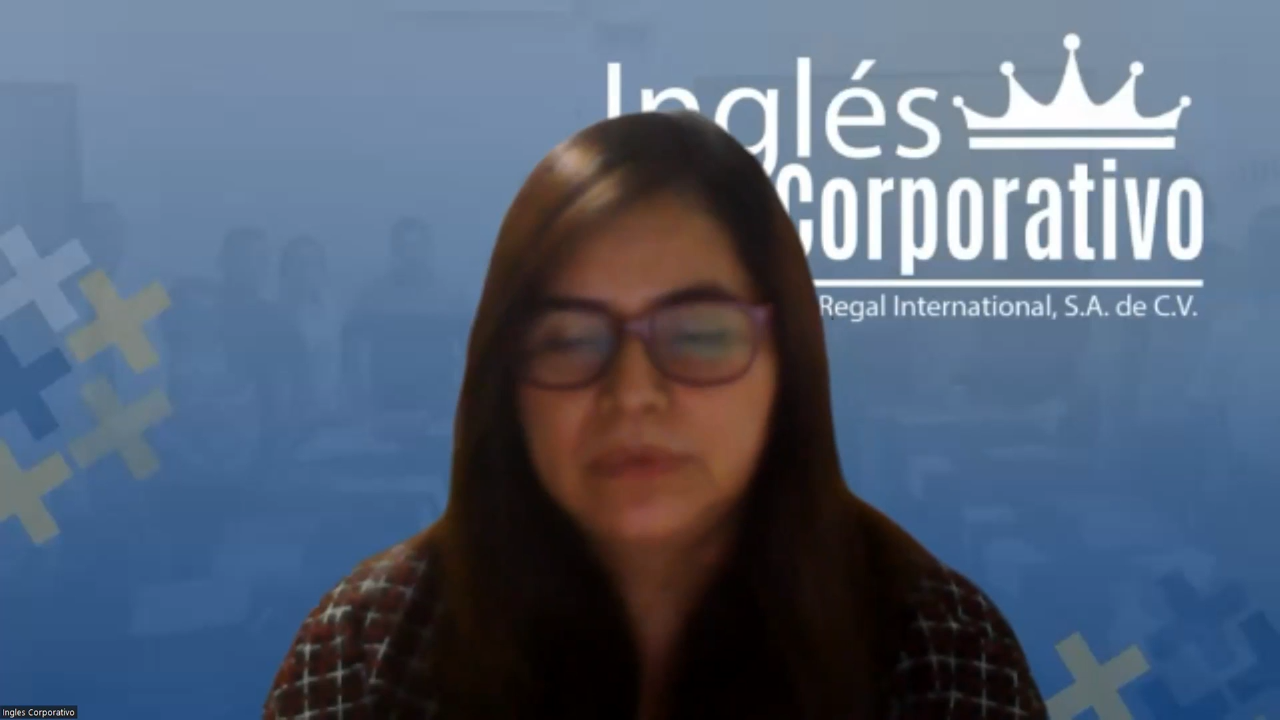 Inglés
Corporativo
Regal International, S.A. de C.V.
Ingles Corporativo